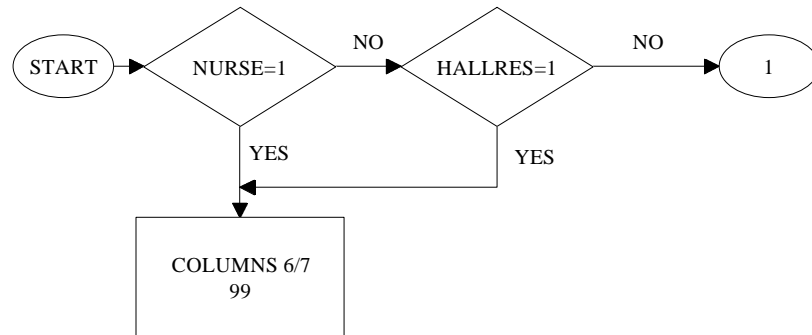 START
NURSE=1
NO
HALLRES=1
NO
1
YES
YES
COLUMNS 6/7
99